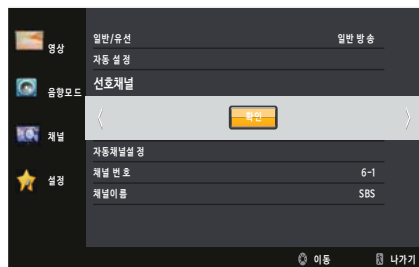 영상
음향모드
채널
설정
일반/유선 일반 방송
자동 설정
선호채널
확인
자동채널설정
채널 번호 6-1
채널이름 SBS
이동 나가기